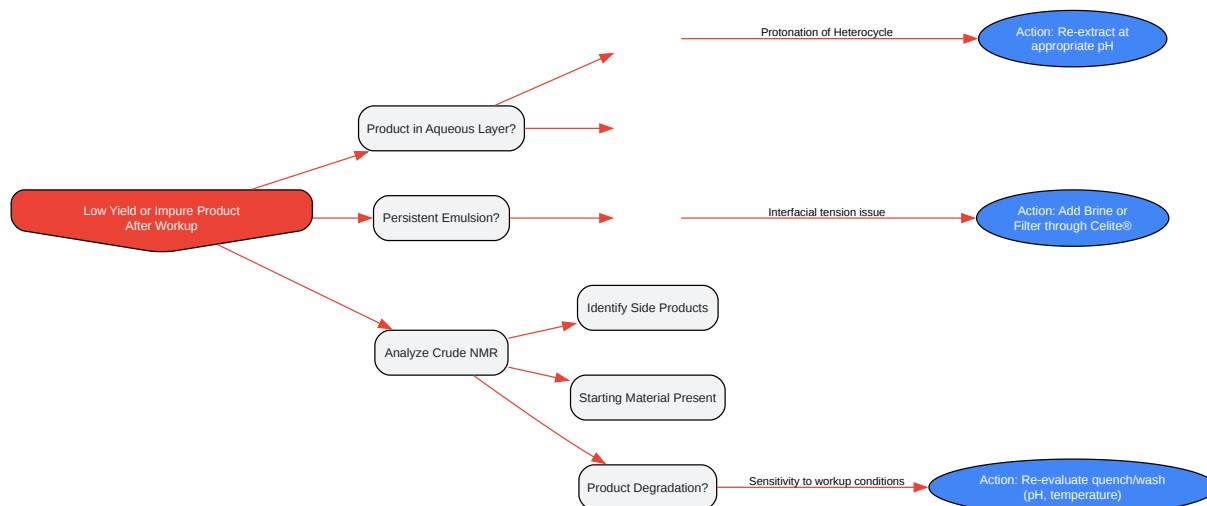 Protonation of Heterocycle
Action: Re-extract at
appropriate pH
Product in Aqueous Layer?
Low Yield or Impure Product
After Workup
Persistent Emulsion?
Interfacial tension issue
Action: Add Brine or
Filter through Celite®
Identify Side Products
Analyze Crude NMR
Starting Material Present
Product Degradation?
Sensitivity to workup conditions
Action: Re-evaluate quench/wash
(pH, temperature)